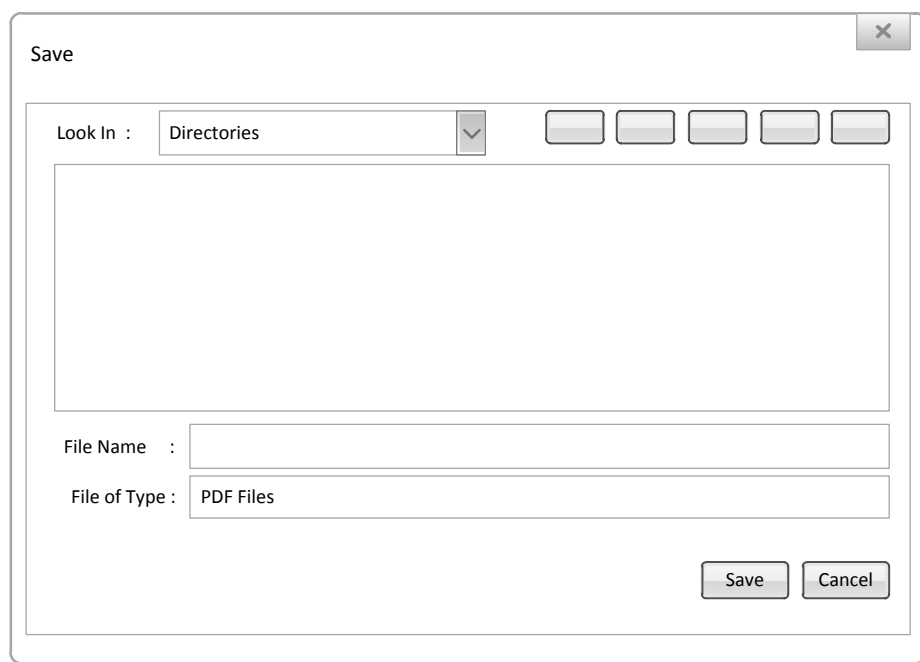 Save
Look In : Directories
File Name :
File of Type : PDF Files
Save Cancel